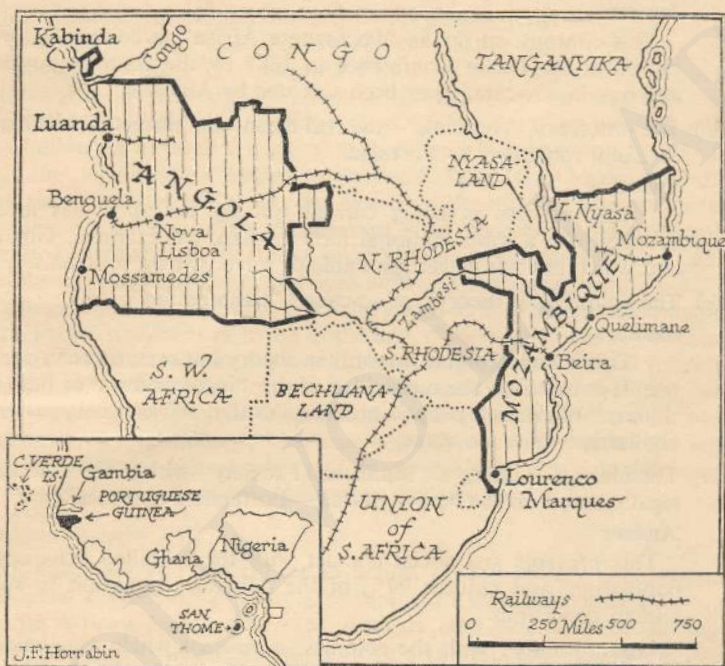 Kabinda
Congo
CONGO
TANGANYIKA
Luanda
ANGOLA
NYASA-
LAND
Benguela
Nova
Lisboa
L. Nyasa
N. RHODESIA
Mozambique
Mossamedes
Zambesi
MOZAMBIQUE
Quelimane
S. W.
AFRICA
BECHUANA-
LAND
S. RHODESIA
Beira
Lourenco
Marques
UNION
of
S. AFRICA
C. VERDE
IS.
Gambia
PORTUGUESE
GUINEA
Ghana
Nigeria
SAN
THOME
J.F. Horrabin
Railways
0 250 Miles 500 750